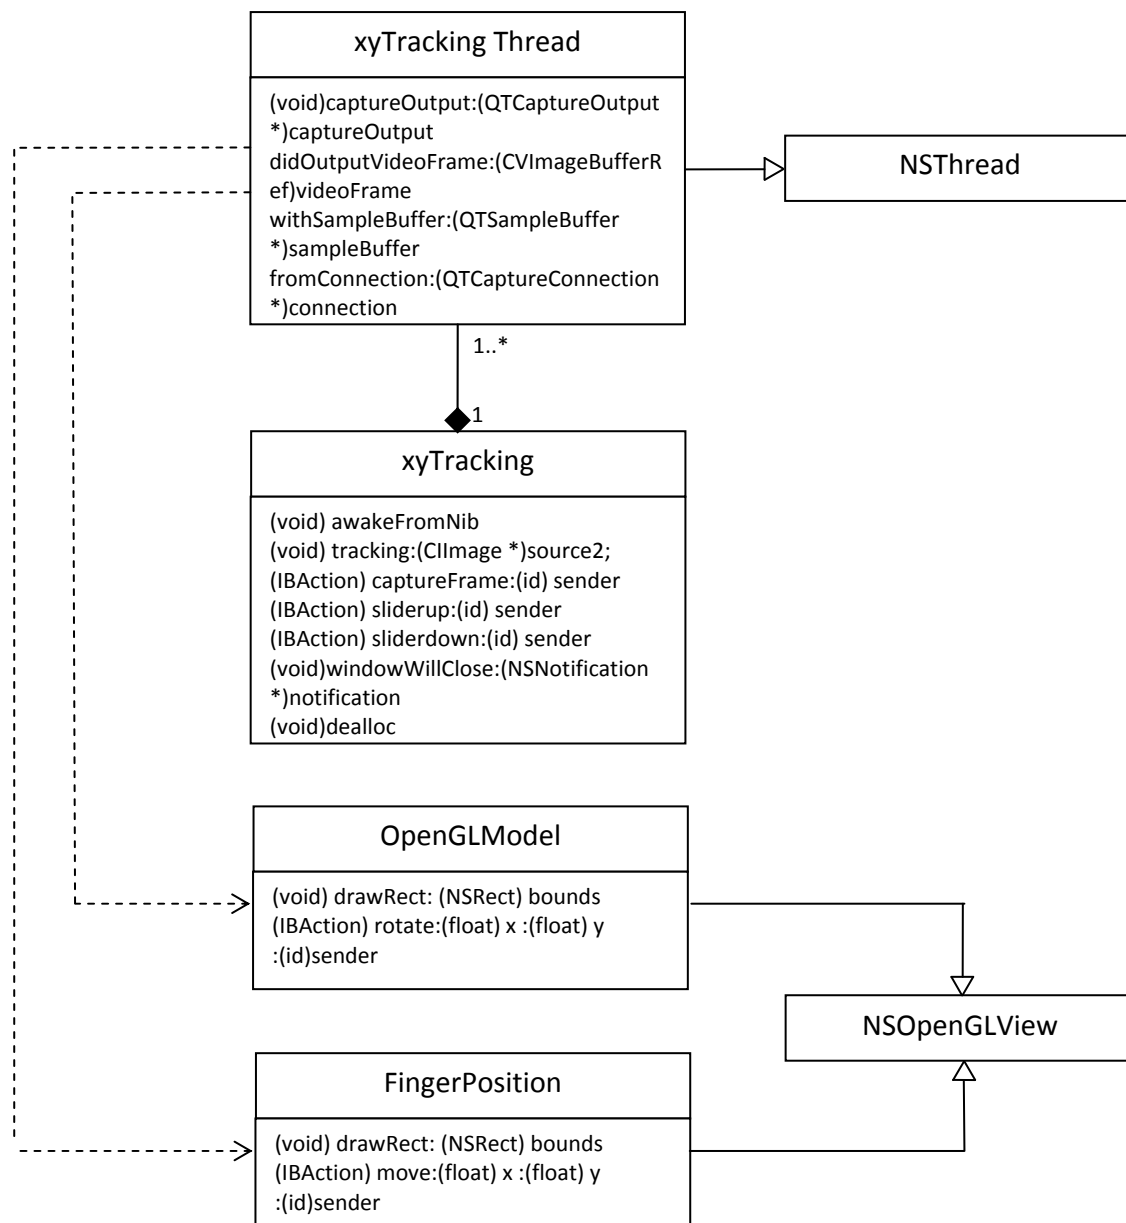 xyTracking Thread
(void)captureOutput:(QTCaptureOutput
*)captureOutput
didOutputVideoFrame:(CVImageBufferR
ef)videoFrame
withSampleBuffer:(QTSampleBuffer
*)sampleBuffer
fromConnection:(QTCaptureConnection
*)connection
NSThread
1..*
1
xyTracking
(void) awakeFromNib
(void) tracking:(CIImage *)source2;
(IBAction) captureFrame:(id) sender
(IBAction) sliderup:(id) sender
(IBAction) sliderdown:(id) sender
(void)windowWillClose:(NSNotification
*)notification
(void)dealloc
OpenGLModel
(void) drawRect: (NSRect) bounds
(IBAction) rotate:(float) x :(float) y
:(id)sender
NSOpenGLView
FingerPosition
(void) drawRect: (NSRect) bounds
(IBAction) move:(float) x :(float) y
:(id)sender